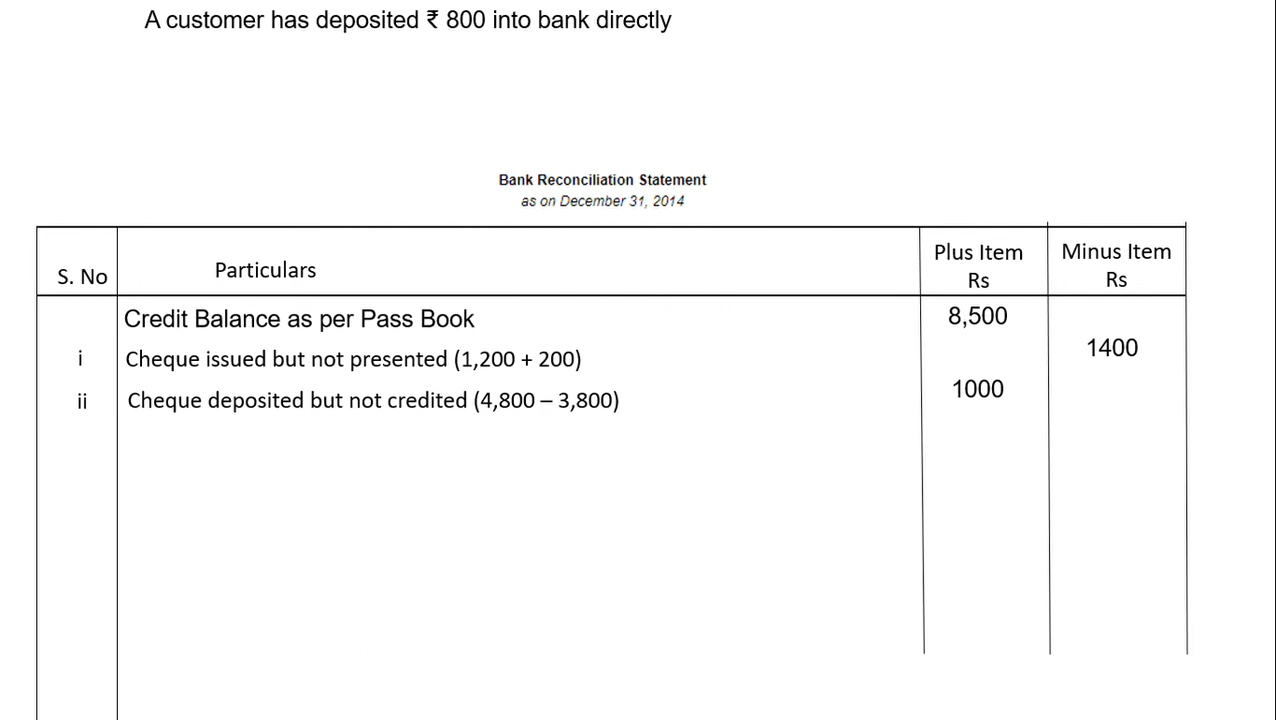 A customer has deposited ₹ 800 into bank directly
Bank Reconciliation Statement
as on December 31, 2014
S. No Particulars Plus Item Rs Minus Item Rs
Credit Balance as per Pass Book 8,500
i Cheque issued but not presented (1,200 + 200) 1400
ii Cheque deposited but not credited (4,800 – 3,800) 1000